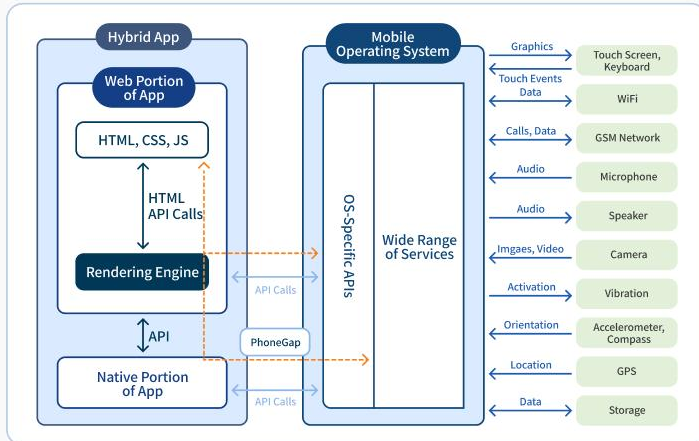 Hybrid App
Web Portion
of App
HTML, CSS, JS
HTML
API Calls
Rendering Engine
API
Native Portion
of App
API Calls
PhoneGap
API Calls
Mobile
Operating System
OS-Specific APIs
Wide Range
of Services
Graphics
Touch Events
Data
Calls, Data
Audio
Audio
Imgaes, Video
Activation
Orientation
Location
Data
Touch Screen,
Keyboard
WiFi
GSM Network
Microphone
Speaker
Camera
Vibration
Accelerometer,
Compass
GPS
Storage